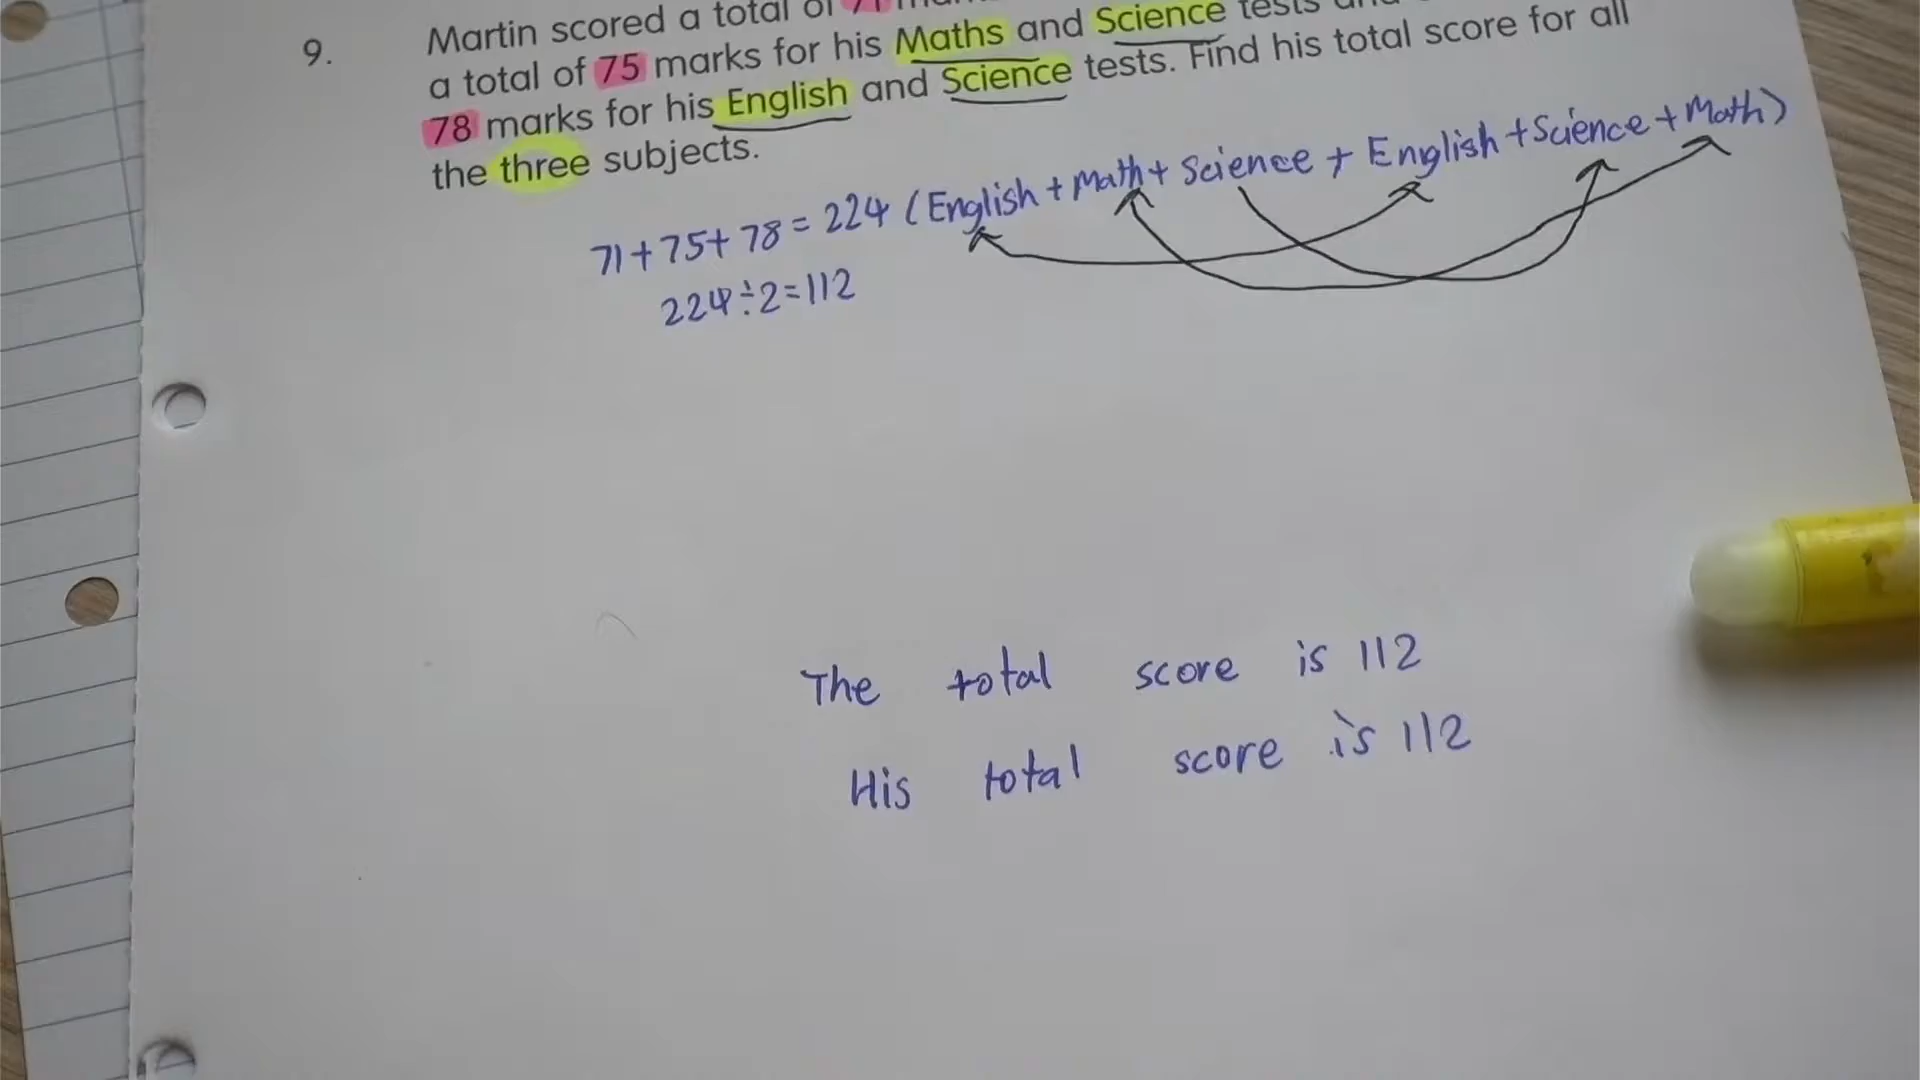 9. Martin scored a total of 71
a total of 75 marks for his Maths and Science tests and
78 marks for his English and Science tests. Find his total score for all
the three subjects.
71+75+78=224 (English + Math + Science + English + Science + Math)
224÷2=112
The total score is 112
His total score is 112